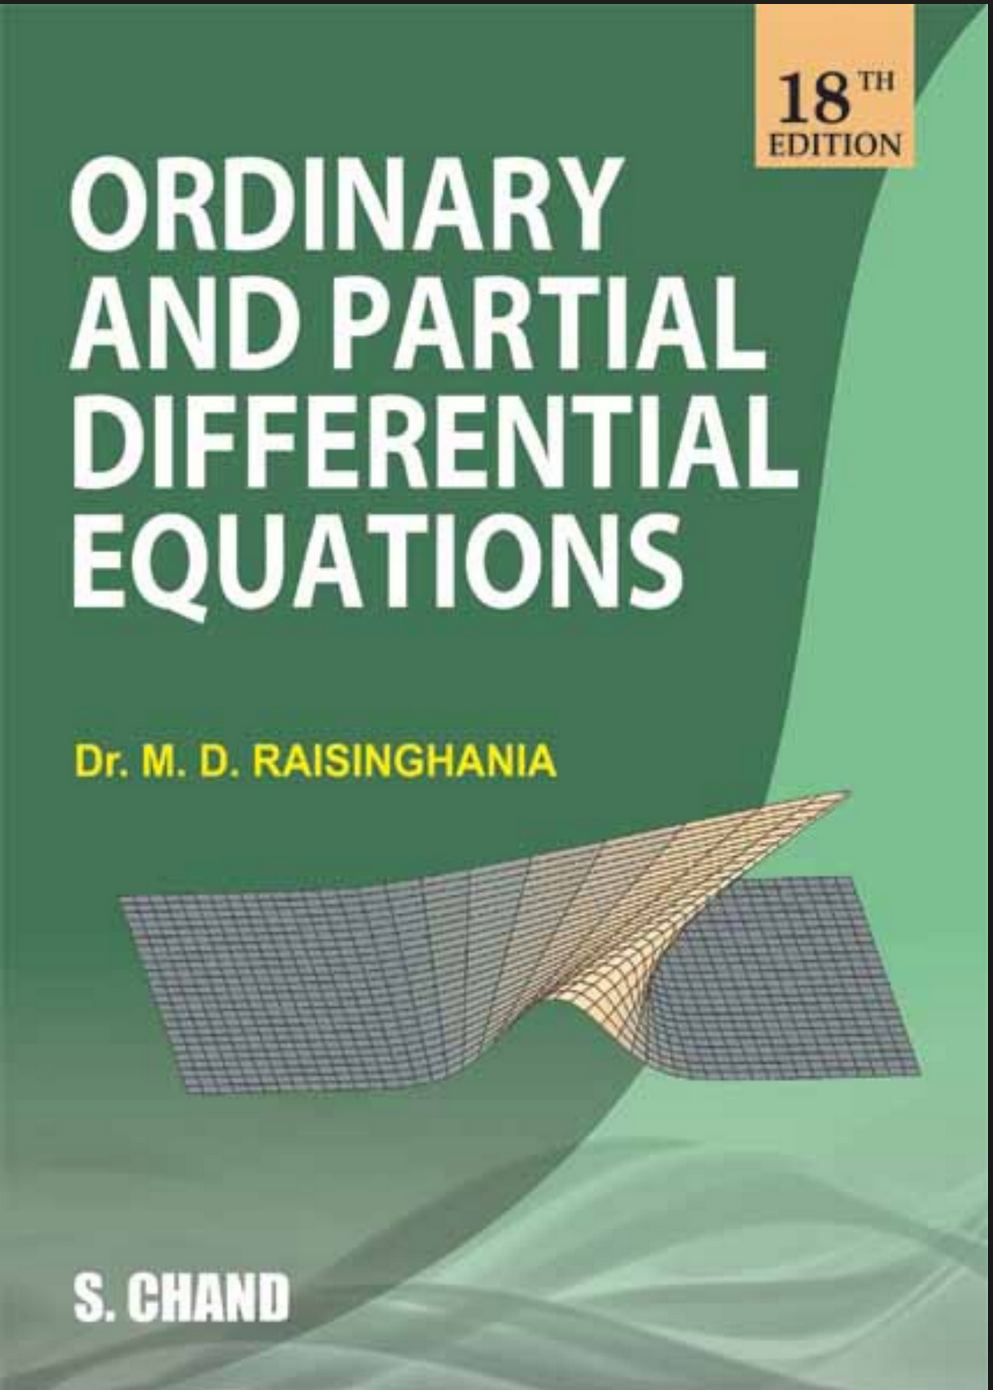 18TH
EDITION
ORDINARY
AND PARTIAL
DIFFERENTIAL
EQUATIONS
Dr. M. D. RAISINGHANIA
S. CHAND